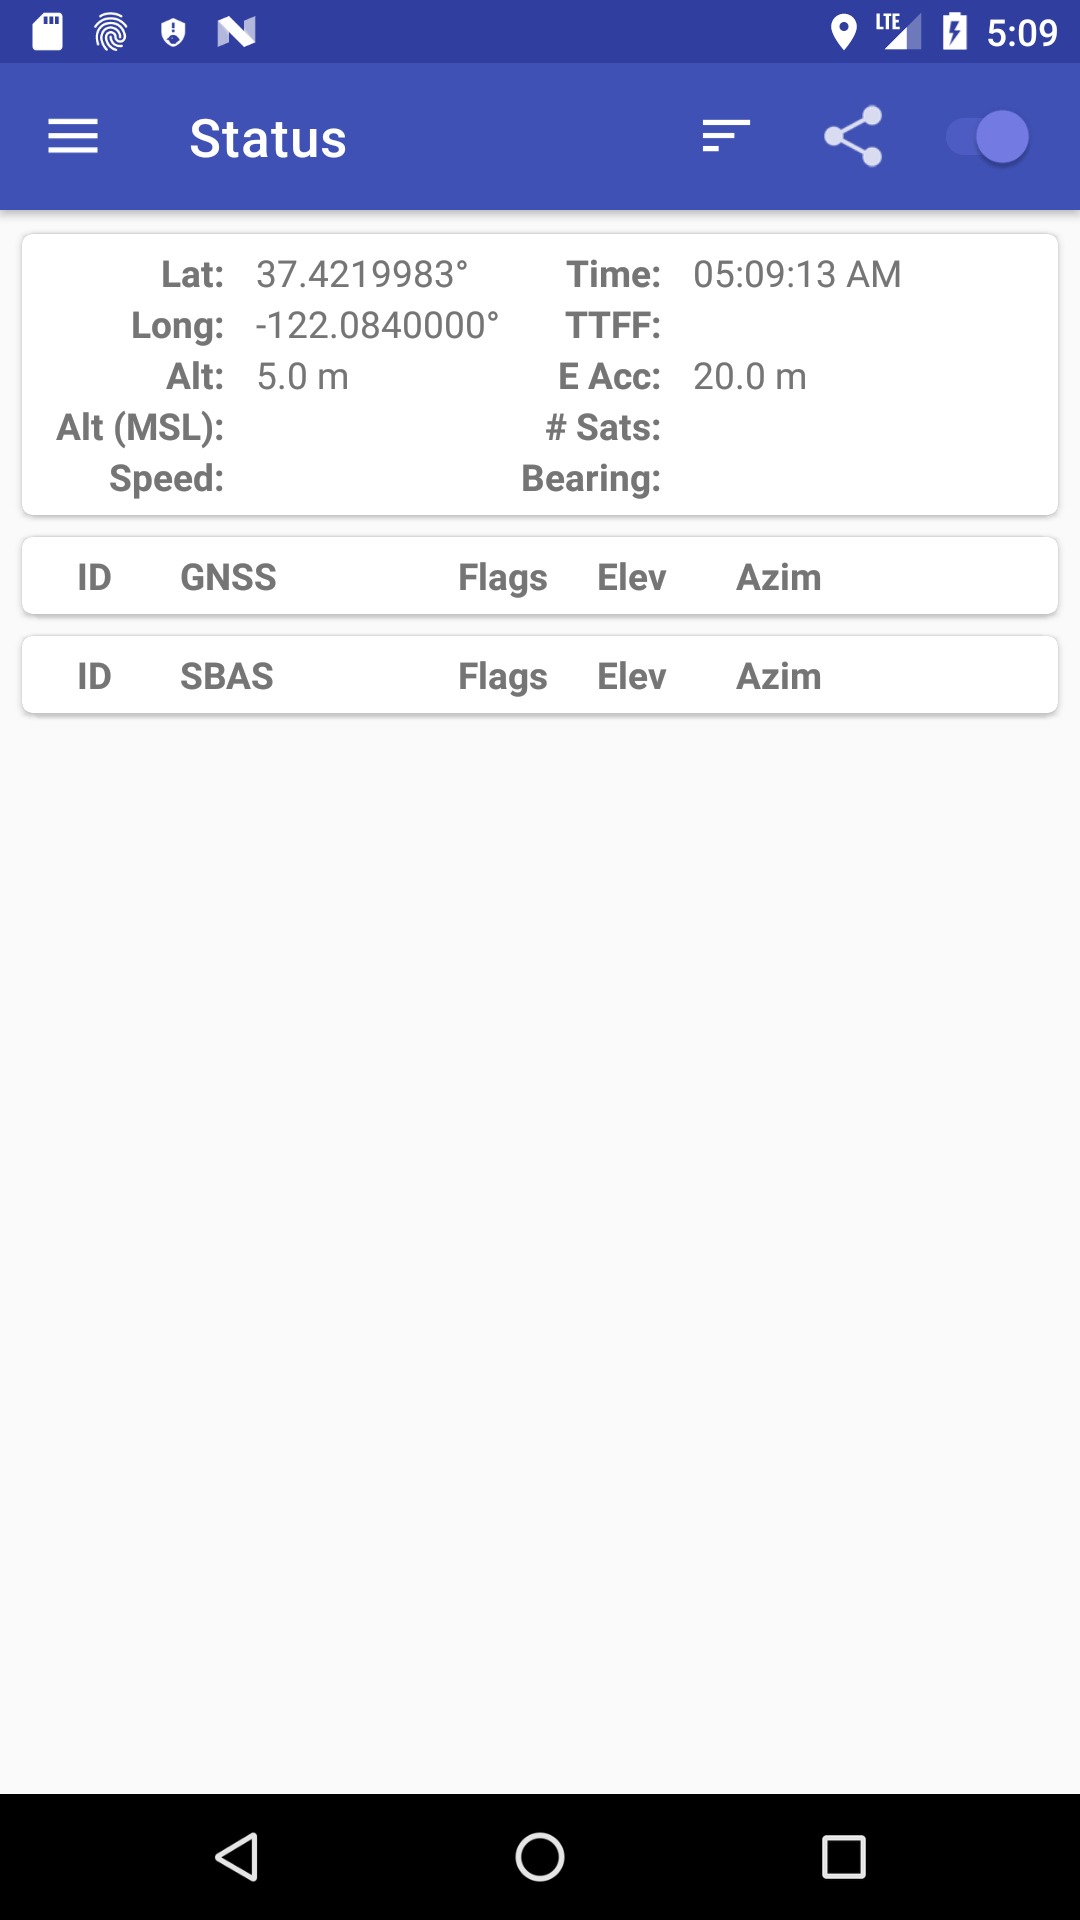 LTE 5:09
Status
Lat: 37.4219983° Time: 05:09:13 AM
Long: -122.0840000° TTFF:
Alt: 5.0 m E Acc: 20.0 m
Alt (MSL): # Sats:
Speed: Bearing:
ID GNSS Flags Elev Azim
ID SBAS Flags Elev Azim